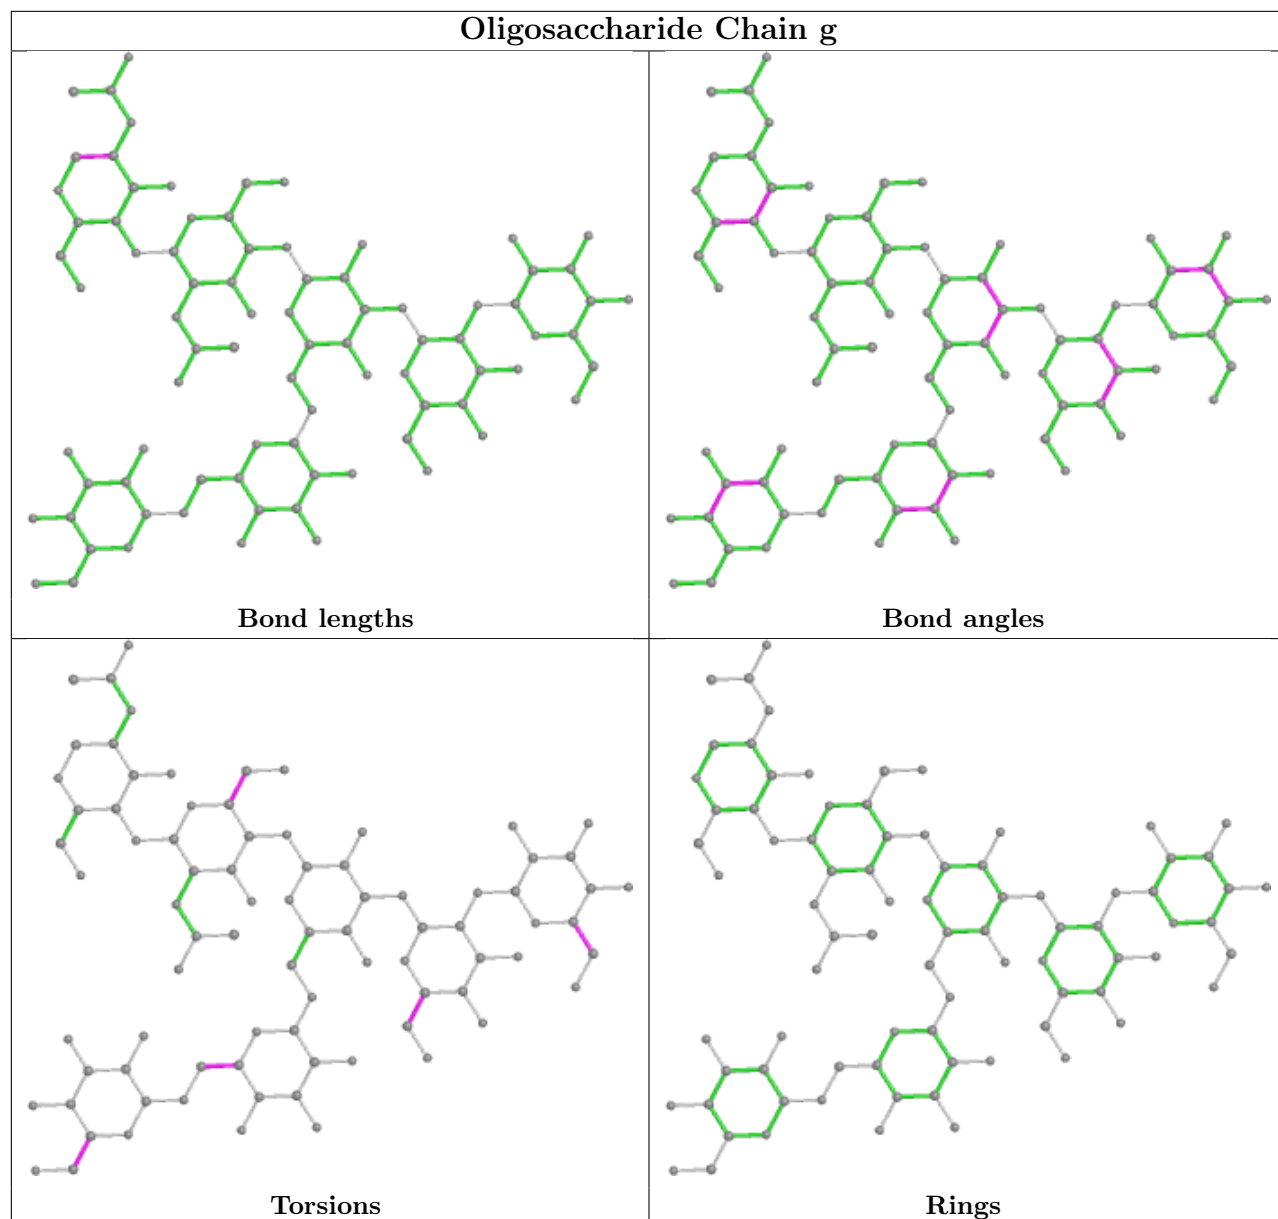 Oligosaccharide Chain g
Bond lengths
Bond angles
Torsions
Rings